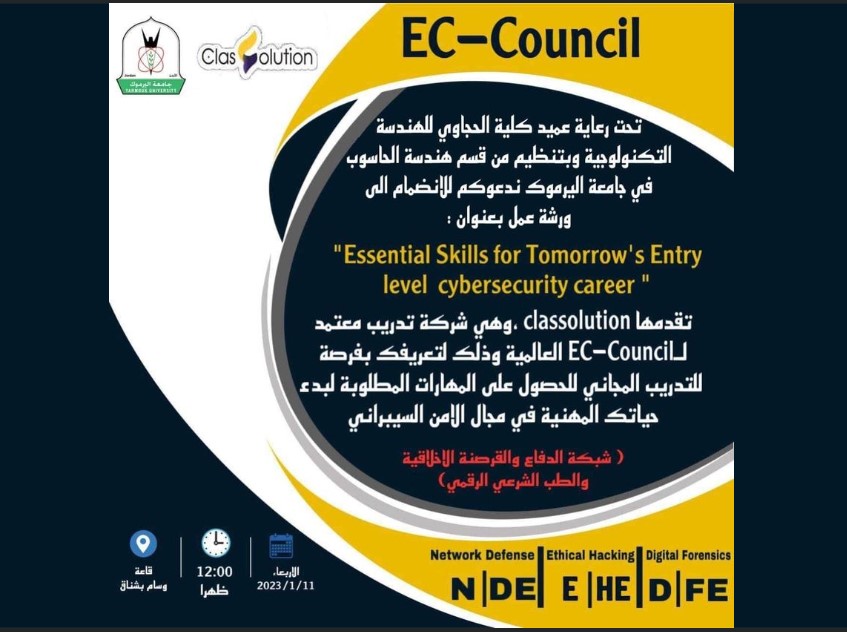 جامعة اليرموك
YARMOUK UNIVERSITY
Clas olution
EC-Council
تحت رعاية عميد كلية الحجاوي للهندسة
التكنولوجية وبتنظيم من قسم هندسة الحاسوب
في جامعة اليرموك ندعوكم للانضمام الى
ورشة عمل بعنوان :
"Essential Skills for Tomorrow's Entry
level cybersecurity career "
تقدمها classolution ،وهي شركة تدريب معتمد
لـEC-Council العالمية وذلك لتعريفك بفرصة
للتدريب المجاني للحصول على المهارات المطلوبة لبدء
حياتك المهنية في مجال الامن السيبراني
( شبكة الدفاع والقرصنة الاخلاقية
والطب الشرعي الرقمي)
الاربعاء
2023/1/11
12:00
ظهرا
قاعة
وسام بشناق
Network Defense Ethical Hacking Digital Forensics
N|DE E|HE D|FE